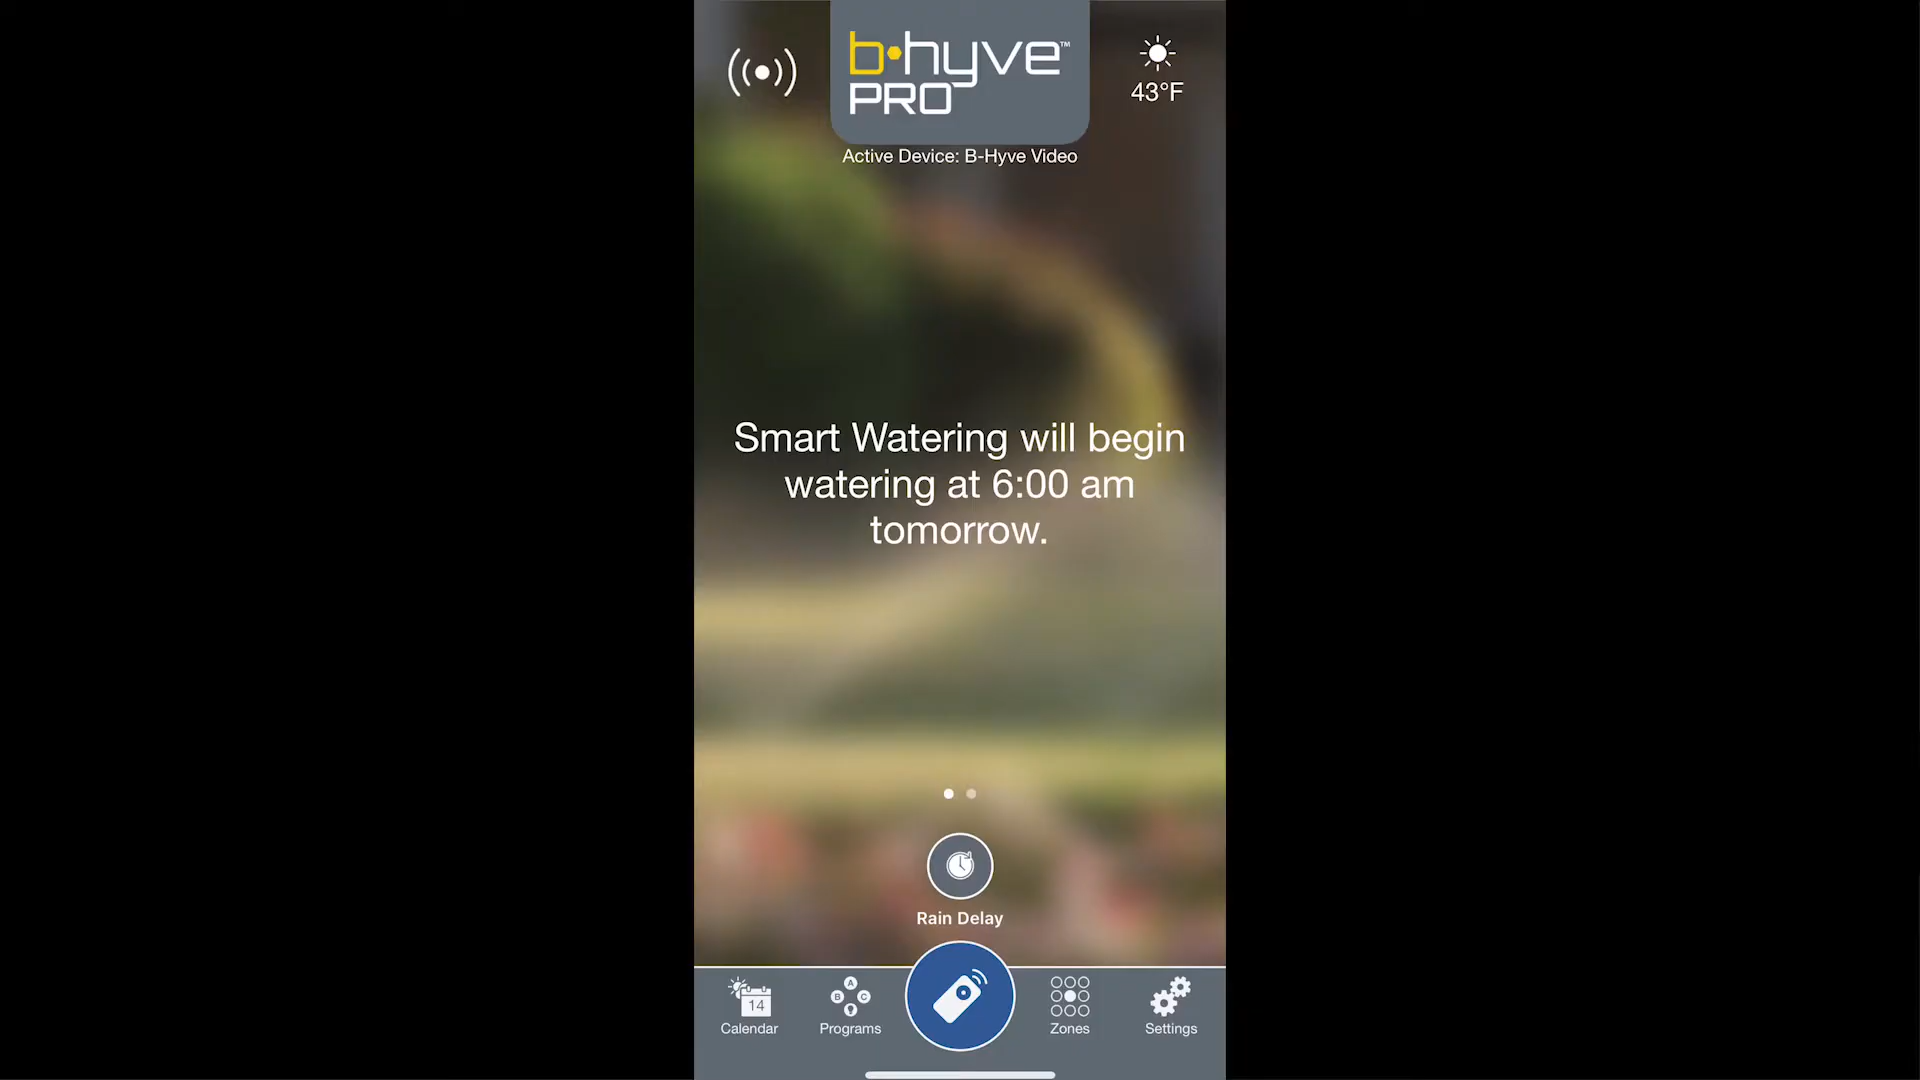 b•hyve™
PRO
43°F
Active Device: B-Hyve Video
Smart Watering will begin
watering at 6:00 am
tomorrow.
Rain Delay
14
A
B C
Calendar
Programs
Zones
Settings